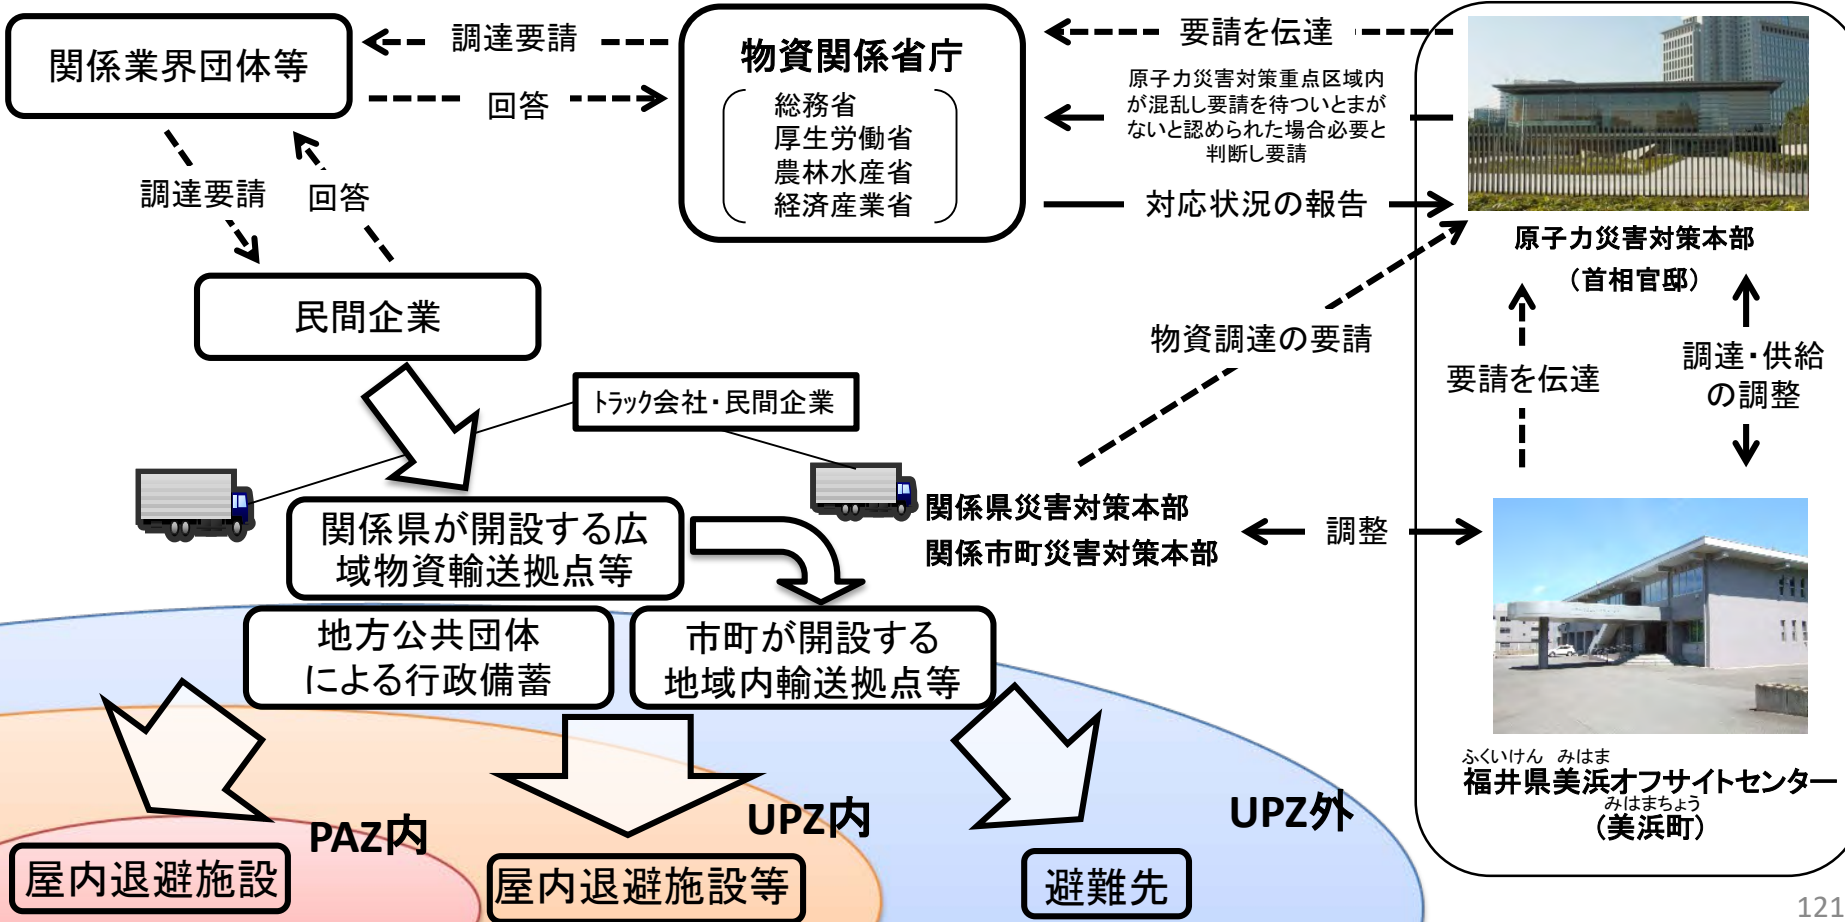 関係業界団体等
調達要請
回答
物資関係省庁
総務省
厚生労働省
農林水産省
経済産業省
要請を伝達
原子力災害対策重点区域内
が混乱し要請を待ついとまが
ないと認められた場合必要と
判断し要請
対応状況の報告
原子力災害対策本部
（首相官邸）
調達要請
回答
民間企業
物資調達の要請
要請を伝達
調達・供給
の調整
ﾄﾗｯｸ会社・民間企業
関係県災害対策本部
関係市町災害対策本部
調整
関係県が開設する広
域物資輸送拠点等
地方公共団体
による行政備蓄
市町が開設する
地域内輸送拠点等
ふくいけん みはま
福井県美浜オフサイトセンター
みはまちょう
（美浜町）
PAZ内
UPZ内
UPZ外
屋内退避施設
屋内退避施設等
避難先
121